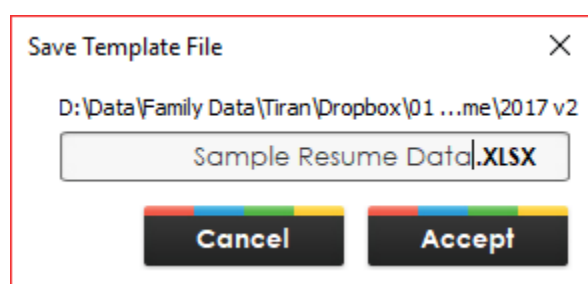 Save Template File
D:\Data\Family Data\Tiran\Dropbox\01 ...me\2017 v2
Sample Resume Data.XLSX
Cancel Accept